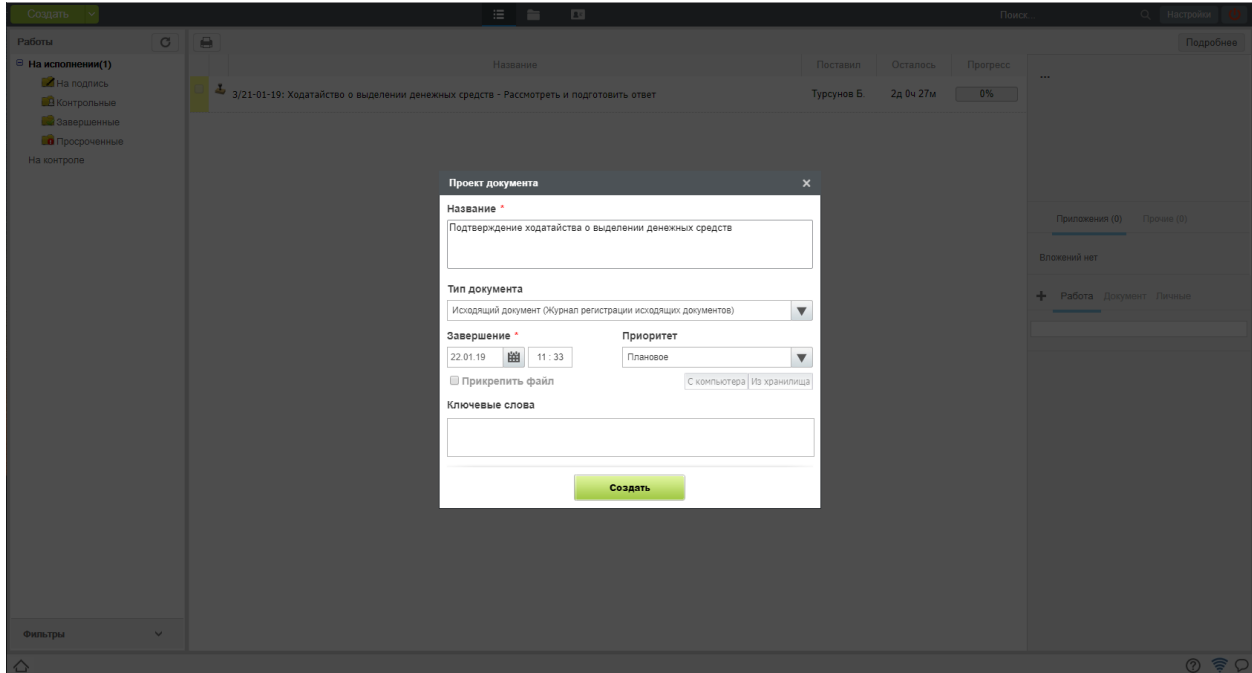 Создать
Поиск...
Настройки
Работы
Подробнее
На исполнении(1)
На подпись
Контрольные
Завершенные
Просроченные
На контроле
Название Поставил Осталось Прогресс
3/21-01-19: Ходатайство о выделении денежных средств - Рассмотреть и подготовить ответ Турсунов Б. 2д 0ч 27м 0%
...
Приложения (0) Прочее (0)
Вложений нет
Работа Документ Личные
Проект документа
Название *
Подтверждение ходатайства о выделении денежных средств
Тип документа
Исходящий документ (Журнал регистрации исходящих документов)
Завершение * Приоритет
22.01.19 11 : 33 Плановое
Прикрепить файл С компьютера Из хранилища
Ключевые слова
Создать
Фильтры